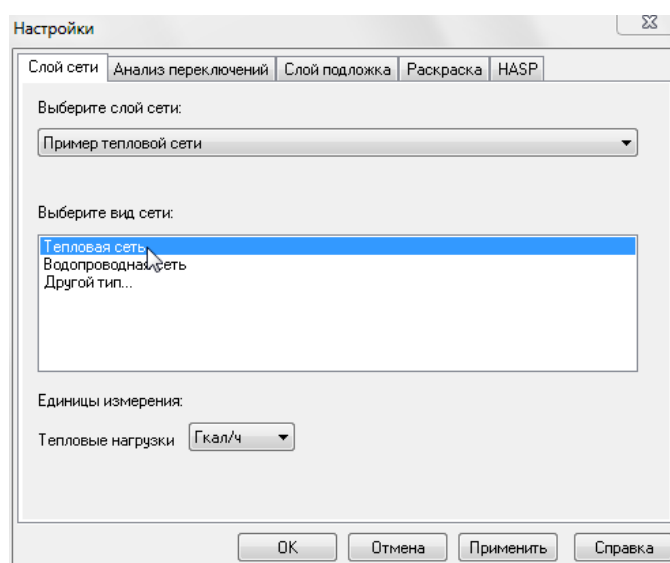 Настройки
Слой сети Анализ переключений Слой подложка Раскраска HASP
Выберите слой сети:
Пример тепловой сети
Выберите вид сети:
Тепловая сеть
Водопроводная сеть
Другой тип...
Единицы измерения:
Тепловые нагрузки Гкал/ч
OK Отмена Применить Справка